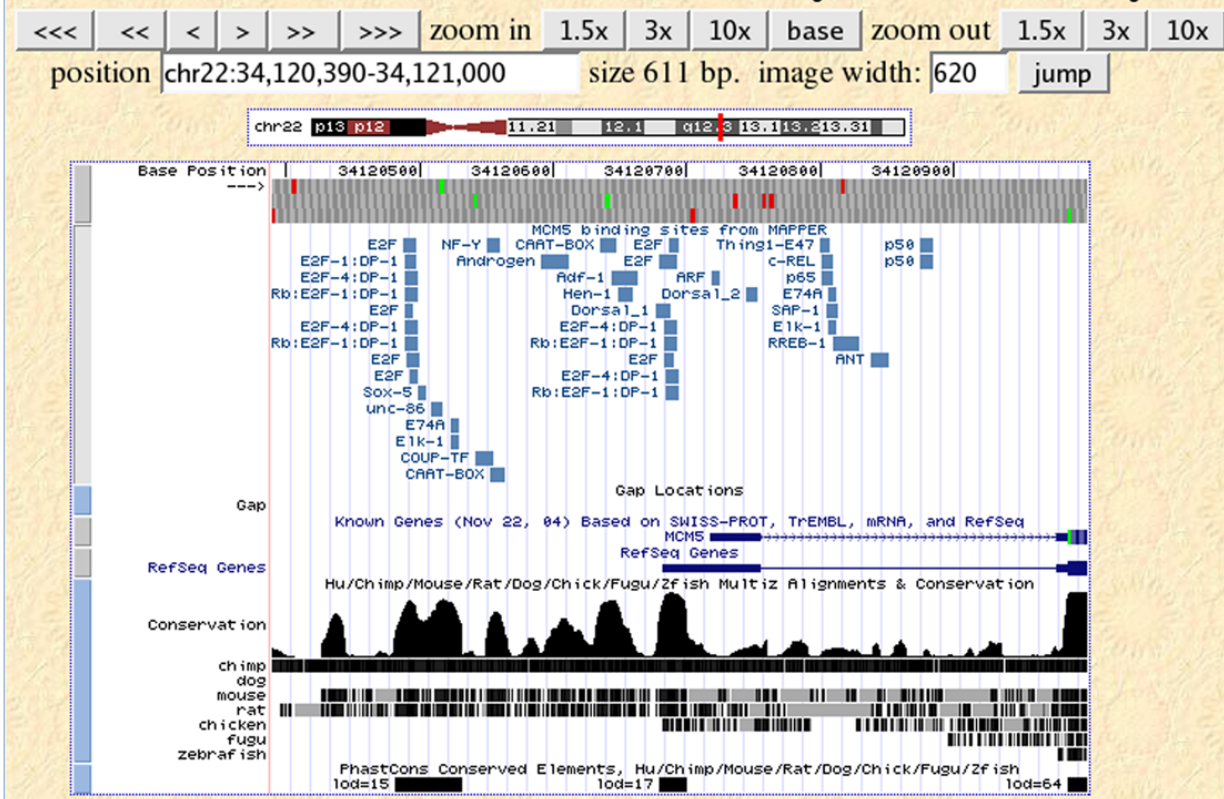 <<< << < > >> >>> zoom in 1.5x 3x 10x base zoom out 1.5x 3x 10x
position chr22:34,120,390-34,121,000 size 611 bp. image width: 620 jump
chr22 p13 p12 11.21 12.1 q12.3 13.1 13.2 13.31
Base Position 34120500 34120600 34120700 34120800 34120900
--->
MCM5 binding sites from MAPPER
E2F NF-Y CAAT-BOX E2F Thing1-E47 p50
E2F-1:DP-1 Androgen E2F c-REL p50
E2F-4:DP-1 Adf-1 ARF p65
Rb:E2F-1:DP-1 Hen-1 Dorsal_2 E74A
E2F Dorsal_1 SAP-1
E2F-4:DP-1 E2F-4:DP-1 Elk-1
Rb:E2F-1:DP-1 Rb:E2F-1:DP-1 RREB-1
E2F E2F ANT
E2F E2F-4:DP-1
Sox-5 Rb:E2F-1:DP-1
unc-86
E74A
Elk-1
COUP-TF
CAAT-BOX
Gap Locations
Gap
Known Genes (Nov 22, 04) Based on SWISS-PROT, TrEMBL, mRNA, and RefSeq
MCM5
RefSeq Genes
RefSeq Genes
Hu/Chimp/Mouse/Rat/Dog/Chick/Fugu/Zfish Multiz Alignments & Conservation
Conservation
chimp
dog
mouse
rat
chicken
fugu
zebrafish
PhastCons Conserved Elements, Hu/Chimp/Mouse/Rat/Dog/Chick/Fugu/Zfish
lod=15 lod=17 lod=64